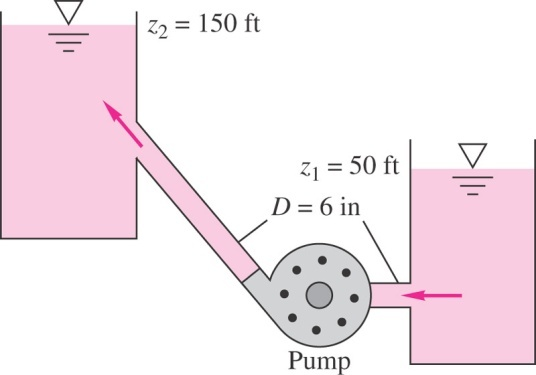 z₂ = 150 ft
z₁ = 50 ft
D = 6 in
Pump